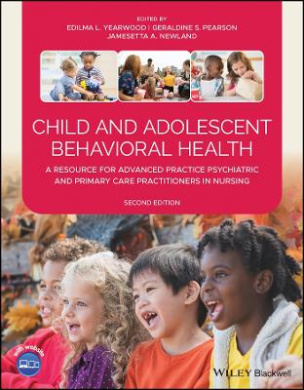 EDITED BY
EDILMA L. YEARWOOD | GERALDINE S. PEARSON
JAMESETTA A. NEWLAND
CHILD AND ADOLESCENT
BEHAVIORAL HEALTH
A RESOURCE FOR ADVANCED PRACTICE PSYCHIATRIC
AND PRIMARY CARE PRACTITIONERS IN NURSING
SECOND EDITION
website
WILEY Blackwell